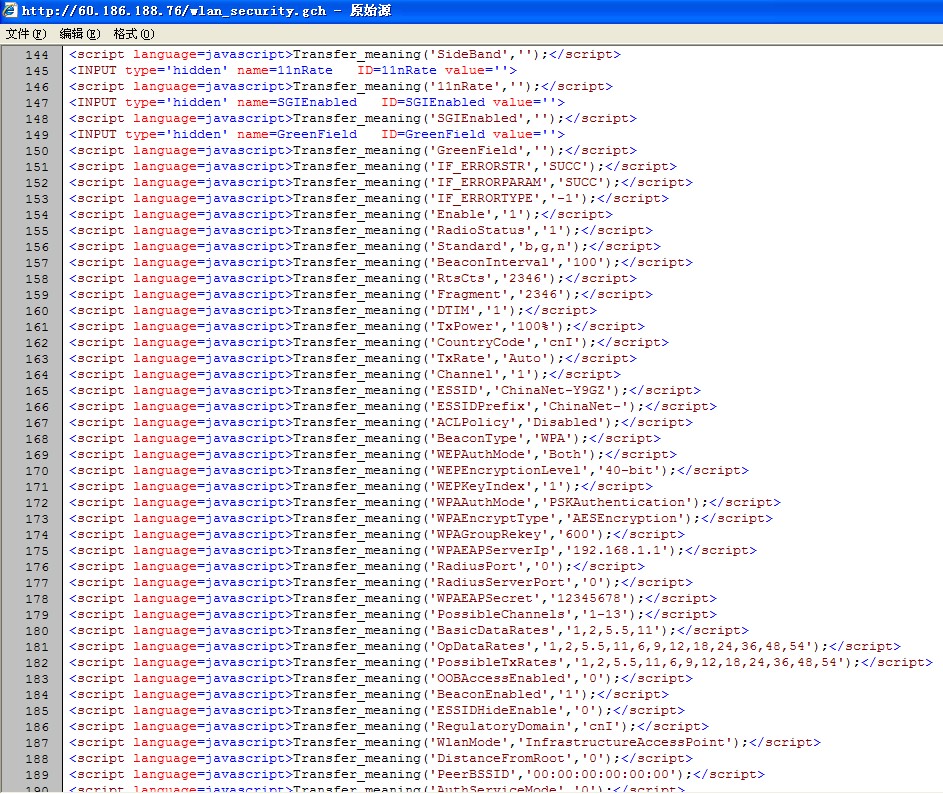 http://60.186.188.76/wlan_security.gch - 原始源
文件(F) 编辑(E) 格式(O)
144 <script language=javascript>Transfer_meaning('SideBand','');</script>
145 <INPUT type='hidden' name=11nRate   ID=11nRate value=''>
146 <script language=javascript>Transfer_meaning('11nRate','');</script>
147 <INPUT type='hidden' name=SGIEnabled   ID=SGIEnabled value=''>
148 <script language=javascript>Transfer_meaning('SGIEnabled','');</script>
149 <INPUT type='hidden' name=GreenField   ID=GreenField value=''>
150 <script language=javascript>Transfer_meaning('GreenField','');</script>
151 <script language=javascript>Transfer_meaning('IF_ERRORSTR','SUCC');</script>
152 <script language=javascript>Transfer_meaning('IF_ERRORPARAM','SUCC');</script>
153 <script language=javascript>Transfer_meaning('IF_ERRORTYPE','-1');</script>
154 <script language=javascript>Transfer_meaning('Enable','1');</script>
155 <script language=javascript>Transfer_meaning('RadioStatus','1');</script>
156 <script language=javascript>Transfer_meaning('Standard','b,g,n');</script>
157 <script language=javascript>Transfer_meaning('BeaconInterval','100');</script>
158 <script language=javascript>Transfer_meaning('RtsCts','2346');</script>
159 <script language=javascript>Transfer_meaning('Fragment','2346');</script>
160 <script language=javascript>Transfer_meaning('DTIM','1');</script>
161 <script language=javascript>Transfer_meaning('TxPower','100%');</script>
162 <script language=javascript>Transfer_meaning('CountryCode','cnI');</script>
163 <script language=javascript>Transfer_meaning('TxRate','Auto');</script>
164 <script language=javascript>Transfer_meaning('Channel','1');</script>
165 <script language=javascript>Transfer_meaning('ESSID','ChinaNet-Y9GZ');</script>
166 <script language=javascript>Transfer_meaning('ESSIDPrefix','ChinaNet-');</script>
167 <script language=javascript>Transfer_meaning('ACLPolicy','Disabled');</script>
168 <script language=javascript>Transfer_meaning('BeaconType','WPA');</script>
169 <script language=javascript>Transfer_meaning('WEPAuthMode','Both');</script>
170 <script language=javascript>Transfer_meaning('WEPEncryptionLevel','40-bit');</script>
171 <script language=javascript>Transfer_meaning('WEPKeyIndex','1');</script>
172 <script language=javascript>Transfer_meaning('WPAAuthMode','PSKAuthentication');</script>
173 <script language=javascript>Transfer_meaning('WPAEncryptType','AESEncryption');</script>
174 <script language=javascript>Transfer_meaning('WPAGroupRekey','600');</script>
175 <script language=javascript>Transfer_meaning('WPAEAPServerIp','192.168.1.1');</script>
176 <script language=javascript>Transfer_meaning('RadiusPort','0');</script>
177 <script language=javascript>Transfer_meaning('RadiusServerPort','0');</script>
178 <script language=javascript>Transfer_meaning('WPAEAPSecret','12345678');</script>
179 <script language=javascript>Transfer_meaning('PossibleChannels','1-13');</script>
180 <script language=javascript>Transfer_meaning('BasicDataRates','1,2,5.5,11');</script>
181 <script language=javascript>Transfer_meaning('OpDataRates','1,2,5.5,11,6,9,12,18,24,36,48,54');</script>
182 <script language=javascript>Transfer_meaning('PossibleTxRates','1,2,5.5,11,6,9,12,18,24,36,48,54');</script>
183 <script language=javascript>Transfer_meaning('OOBAccessEnabled','0');</script>
184 <script language=javascript>Transfer_meaning('BeaconEnabled','1');</script>
185 <script language=javascript>Transfer_meaning('ESSIDHideEnable','0');</script>
186 <script language=javascript>Transfer_meaning('RegulatoryDomain','cnI');</script>
187 <script language=javascript>Transfer_meaning('WlanMode','InfrastructureAccessPoint');</script>
188 <script language=javascript>Transfer_meaning('DistanceFromRoot','0');</script>
189 <script language=javascript>Transfer_meaning('PeerBSSID','00:00:00:00:00:00');</script>
190 <script language=javascript>Transfer_meaning('AuthServiceMode','0');</script>